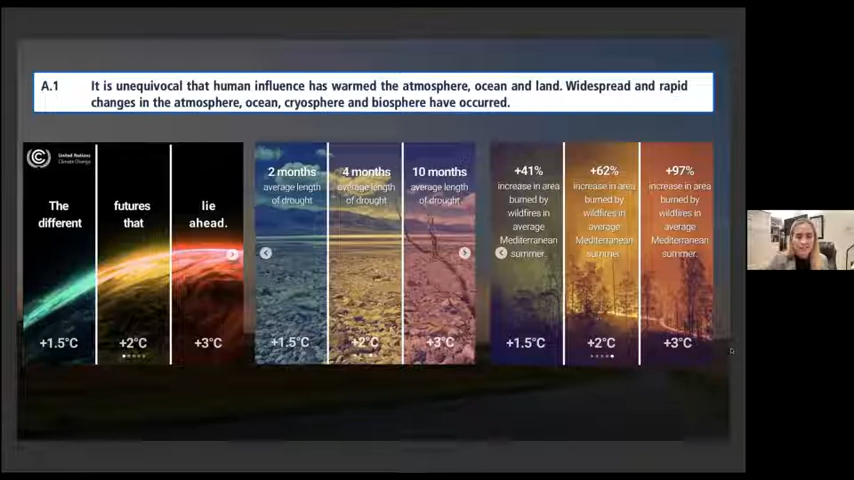 A.1 It is unequivocal that human influence has warmed the atmosphere, ocean and land. Widespread and rapid
changes in the atmosphere, ocean, cryosphere and biosphere have occurred.
United Nations
Climate Change
The
different
+1.5°C
futures
that
+2°C
lie
ahead.
+3°C
2 months
average length
of drought
+1.5°C
4 months
average length
of drought
+2°C
10 months
average length
of drought
+3°C
+41%
increase in area
burned by
wildfires in
average
Mediterranean
summer.
+1.5°C
+62%
increase in area
burned by
wildfires in
average
Mediterranean
summer.
+2°C
+97%
increase in area
burned by
wildfires in
average
Mediterranean
summer.
+3°C